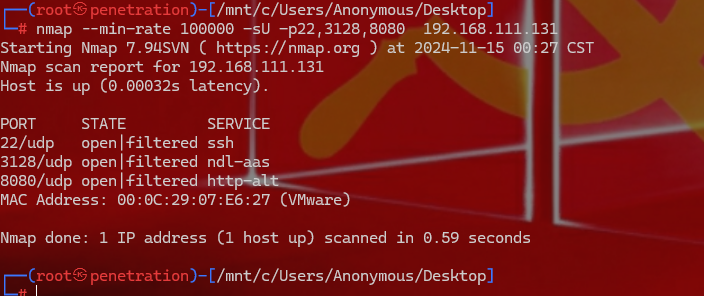 ┌──(root㉿penetration)-[/mnt/c/Users/Anonymous/Desktop]
└─# nmap --min-rate 100000 -sU -p22,3128,8080  192.168.111.131
Starting Nmap 7.94SVN ( https://nmap.org ) at 2024-11-15 00:27 CST
Nmap scan report for 192.168.111.131
Host is up (0.00032s latency).
PORT     STATE         SERVICE
22/udp   open|filtered ssh
3128/udp open|filtered ndl-aas
8080/udp open|filtered http-alt
MAC Address: 00:0C:29:07:E6:27 (VMware)
Nmap done: 1 IP address (1 host up) scanned in 0.59 seconds
┌──(root㉿penetration)-[/mnt/c/Users/Anonymous/Desktop]
└─#